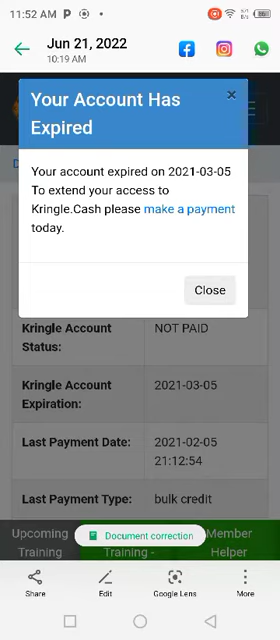 11:52 AM P
Jun 21, 2022
10:19 AM
Your Account Has
Expired
×
Your account expired on 2021-03-05
To extend your access to
Kringle.Cash please make a payment
today.
Close
Kringle Account NOT PAID
Status:
Kringle Account 2021-03-05
Expiration:
Last Payment Date: 2021-02-05
21:12:54
Last Payment Type: bulk credit
Upcoming Member
Document correction
Training Training - Helper
Share Edit Google Lens More